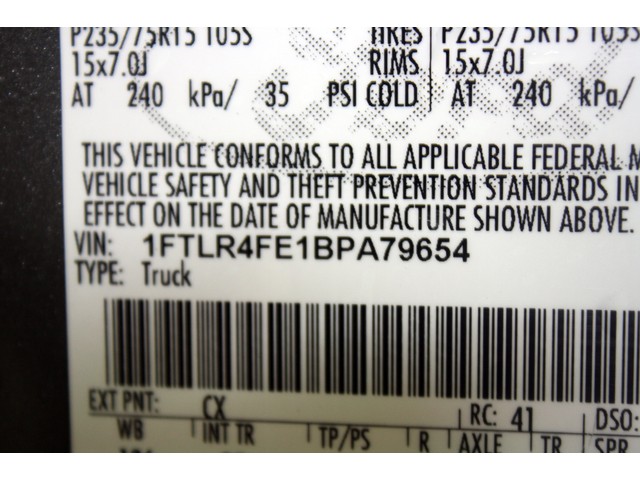 P235/75R15 105S TIRES P235/75R15 105S
15x7.0J RIMS 15x7.0J
AT 240 kPa/ 35 PSI COLD AT 240 kPa/
THIS VEHICLE CONFORMS TO ALL APPLICABLE FEDERAL M
VEHICLE SAFETY AND THEFT PREVENTION STANDARDS IN
EFFECT ON THE DATE OF MANUFACTURE SHOWN ABOVE.
VIN: 1FTLR4FE1BPA79654
TYPE: Truck
EXT PNT: CX RC: 41 DSO:
WB INT TR TP/PS R AXLE TR SPR